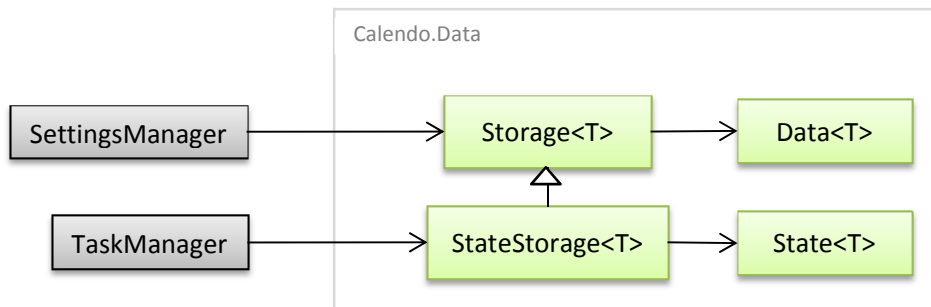 Calendo.Data
SettingsManager
Storage<T>
Data<T>
TaskManager
StateStorage<T>
State<T>